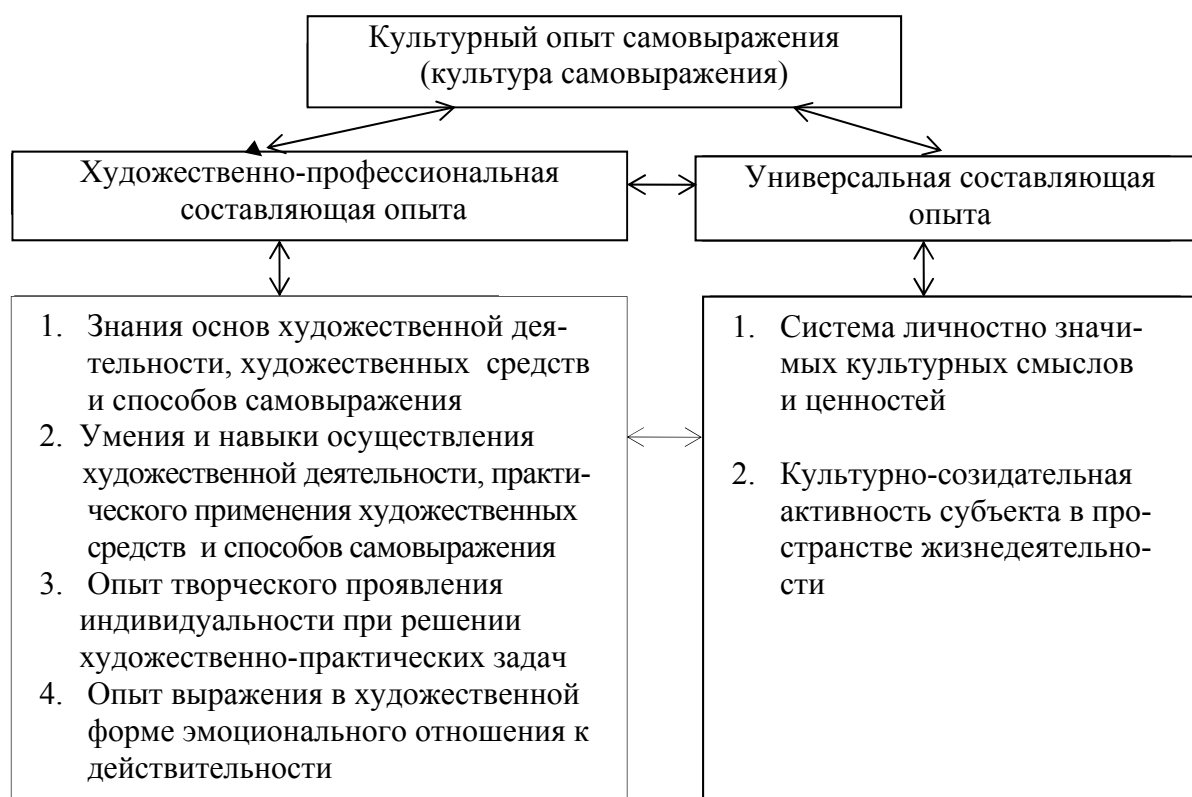 Культурный опыт самовыражения
(культура самовыражения)
Художественно-профессиональная
составляющая опыта
Универсальная составляющая
опыта
1. Знания основ художественной дея-
тельности, художественных средств
и способов самовыражения
2. Умения и навыки осуществления
художественной деятельности, практи-
ческого применения художественных
средств и способов самовыражения
3. Опыт творческого проявления
индивидуальности при решении
художественно-практических задач
4. Опыт выражения в художественной
форме эмоционального отношения к
действительности
1. Система личностно значи-
мых культурных смыслов
и ценностей
2. Культурно-созидательная
активность субъекта в про-
странстве жизнедеятельно-
сти